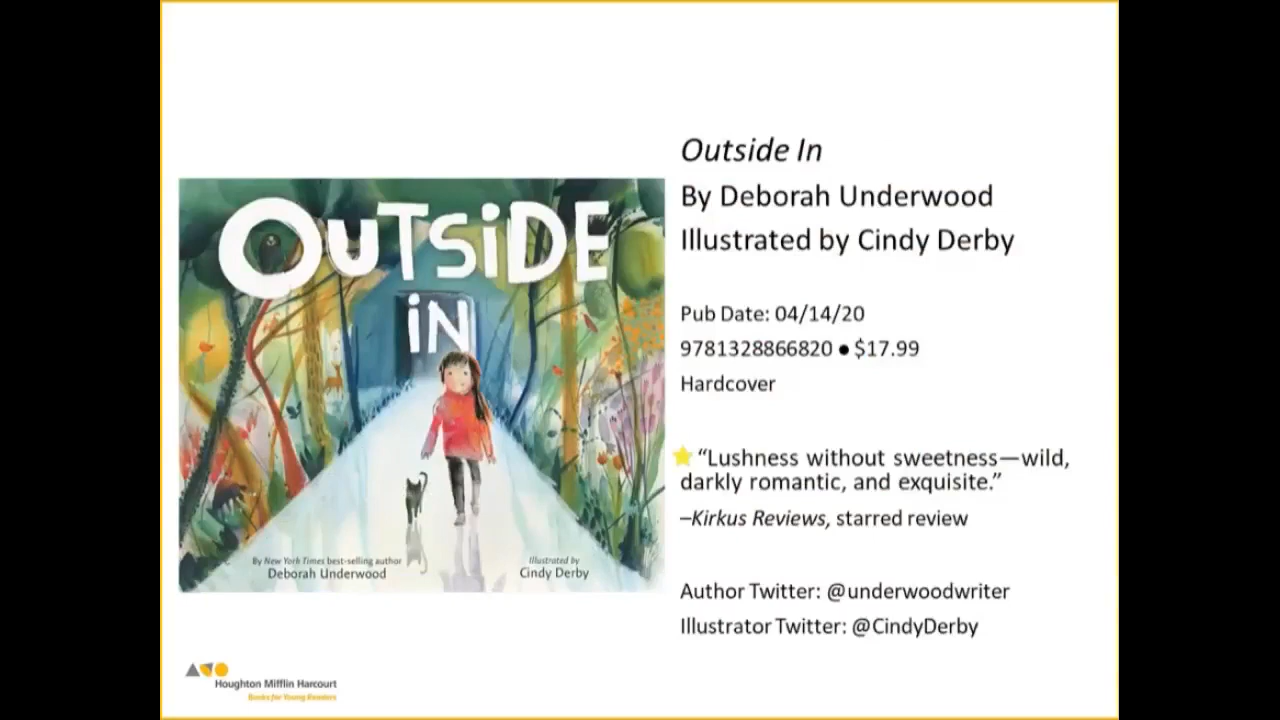 OUTSiDE
iN
By New York Times best-selling author
Deborah Underwood
Illustrated by
Cindy Derby
Outside In
By Deborah Underwood
Illustrated by Cindy Derby
Pub Date: 04/14/20
9781328866820 ● $17.99
Hardcover
“Lushness without sweetness—wild,
darkly romantic, and exquisite.”
–Kirkus Reviews, starred review
Author Twitter: @underwoodwriter
Illustrator Twitter: @CindyDerby
Houghton Mifflin Harcourt
Books for Young Readers